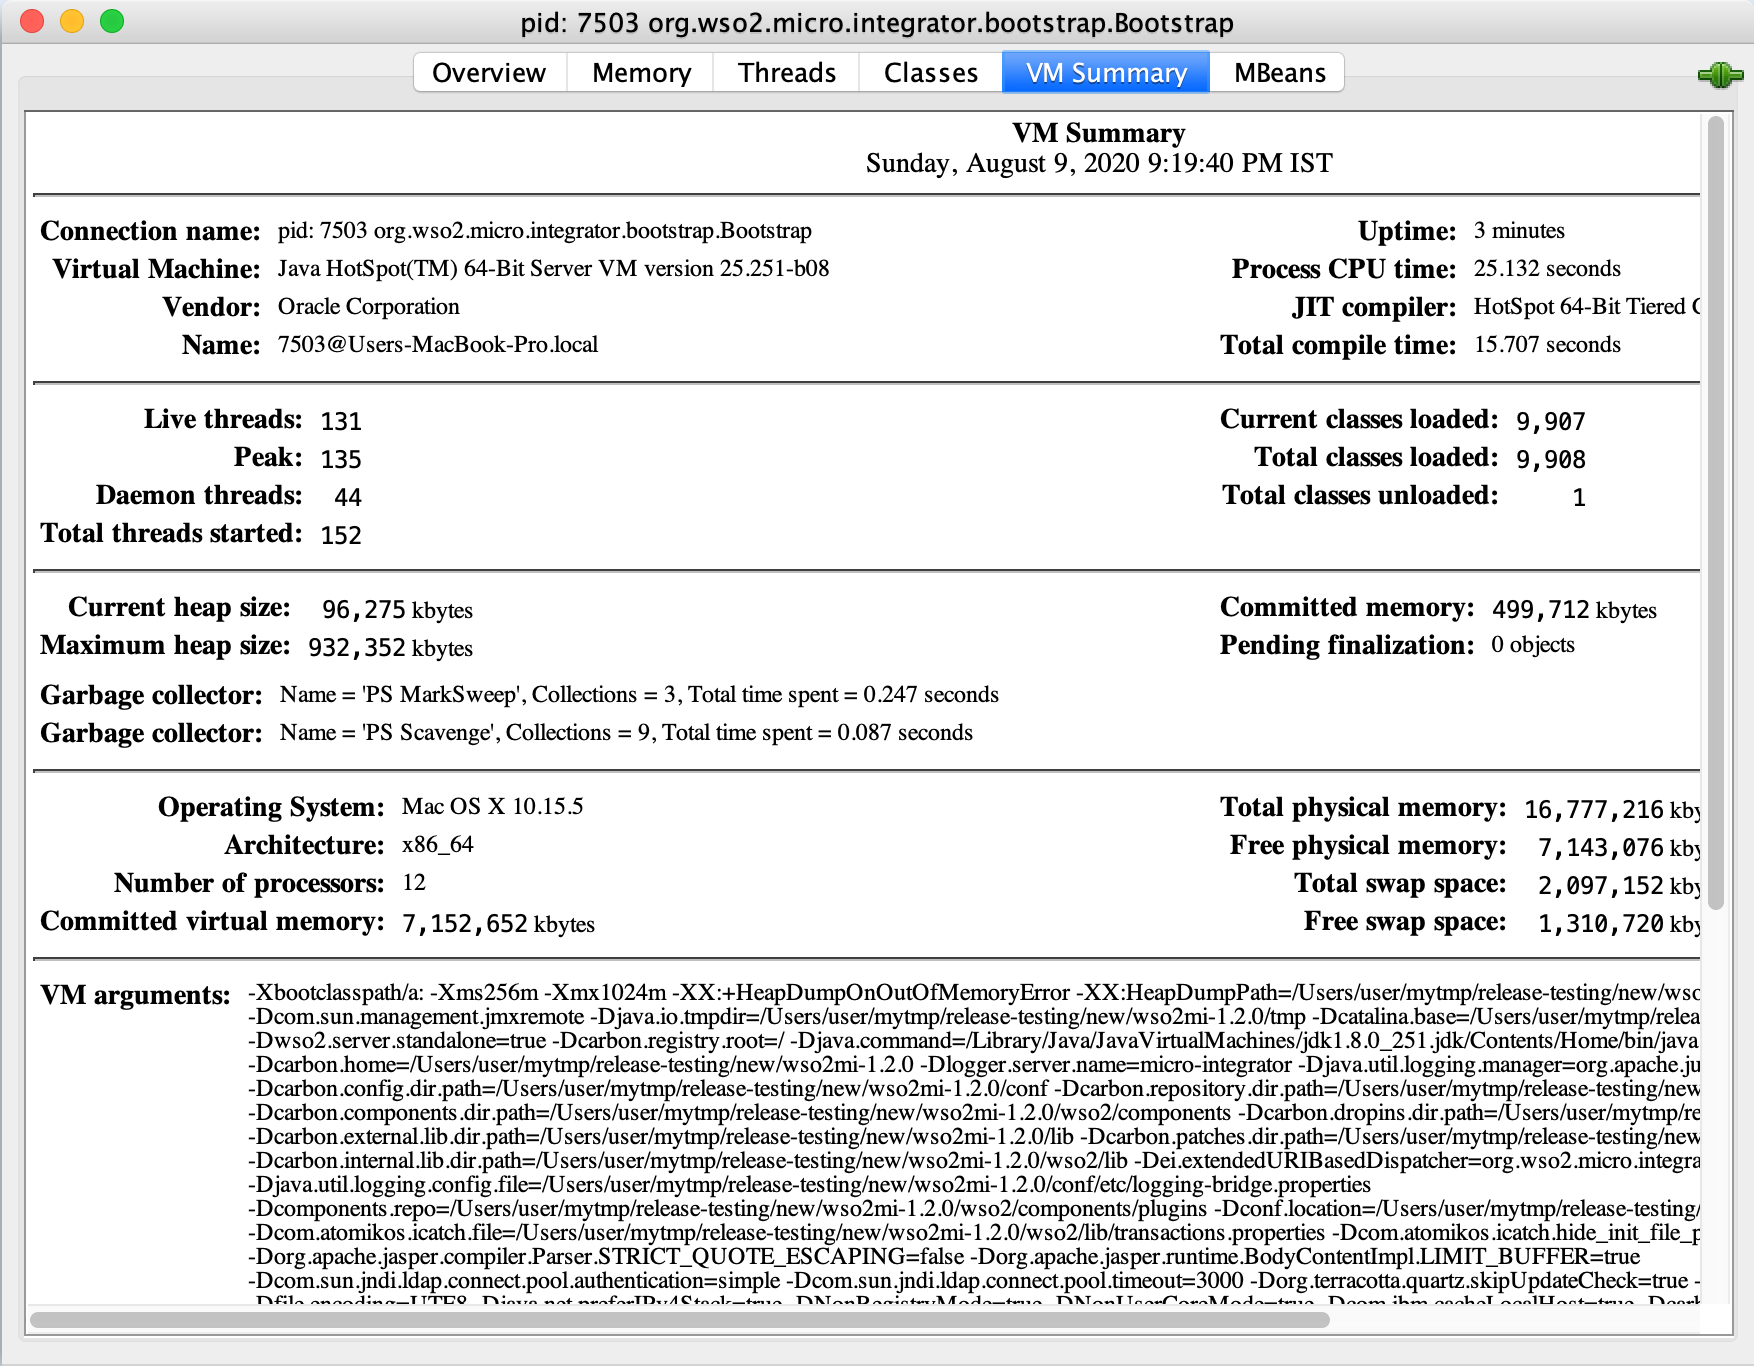 pid: 7503 org.wso2.micro.integrator.bootstrap.Bootstrap
Overview Memory Threads Classes VM Summary MBeans
VM Summary
Sunday, August 9, 2020 9:19:40 PM IST
Connection name: pid: 7503 org.wso2.micro.integrator.bootstrap.Bootstrap Uptime: 3 minutes
Virtual Machine: Java HotSpot(TM) 64-Bit Server VM version 25.251-b08 Process CPU time: 25.132 seconds
Vendor: Oracle Corporation JIT compiler: HotSpot 64-Bit Tiered
Name: 7503@Users-MacBook-Pro.local Total compile time: 15.707 seconds
Live threads: 131 Current classes loaded: 9,907
Peak: 135 Total classes loaded: 9,908
Daemon threads: 44 Total classes unloaded: 1
Total threads started: 152
Current heap size: 96,275 kbytes Committed memory: 499,712 kbytes
Maximum heap size: 932,352 kbytes Pending finalization: 0 objects
Garbage collector: Name = 'PS MarkSweep', Collections = 3, Total time spent = 0.247 seconds
Garbage collector: Name = 'PS Scavenge', Collections = 9, Total time spent = 0.087 seconds
Operating System: Mac OS X 10.15.5 Total physical memory: 16,777,216 kby
Architecture: x86_64 Free physical memory: 7,143,076 kby
Number of processors: 12 Total swap space: 2,097,152 kby
Committed virtual memory: 7,152,652 kbytes Free swap space: 1,310,720 kby
VM arguments: -Xbootclasspath/a: -Xms256m -Xmx1024m -XX:+HeapDumpOnOutOfMemoryError -XX:HeapDumpPath=/Users/user/mytmp/release-testing/new/wso
-Dcom.sun.management.jmxremote -Djava.io.tmpdir=/Users/user/mytmp/release-testing/new/wso2mi-1.2.0/tmp -Dcatalina.base=/Users/user/mytmp/relea
-Dwso2.server.standalone=true -Dcarbon.registry.root=/ -Djava.command=/Library/Java/JavaVirtualMachines/jdk1.8.0_251.jdk/Contents/Home/bin/java
-Dcarbon.home=/Users/user/mytmp/release-testing/new/wso2mi-1.2.0 -Dlogger.server.name=micro-integrator -Djava.util.logging.manager=org.apache.ju
-Dcarbon.config.dir.path=/Users/user/mytmp/release-testing/new/wso2mi-1.2.0/conf -Dcarbon.repository.dir.path=/Users/user/mytmp/release-testing/new
-Dcarbon.components.dir.path=/Users/user/mytmp/release-testing/new/wso2mi-1.2.0/wso2/components -Dcarbon.dropins.dir.path=/Users/user/mytmp/re
-Dcarbon.external.lib.dir.path=/Users/user/mytmp/release-testing/new/wso2mi-1.2.0/lib -Dcarbon.patches.dir.path=/Users/user/mytmp/release-testing/new
-Dcarbon.internal.lib.dir.path=/Users/user/mytmp/release-testing/new/wso2mi-1.2.0/wso2/lib -Dei.extendedURIBasedDispatcher=org.wso2.micro.integra
-Djava.util.logging.config.file=/Users/user/mytmp/release-testing/new/wso2mi-1.2.0/conf/etc/logging-bridge.properties
-Dcomponents.repo=/Users/user/mytmp/release-testing/new/wso2mi-1.2.0/wso2/components/plugins -Dconf.location=/Users/user/mytmp/release-testing/
-Dcom.atomikos.icatch.file=/Users/user/mytmp/release-testing/new/wso2mi-1.2.0/wso2/lib/transactions.properties -Dcom.atomikos.icatch.hide_init_file_p
-Dorg.apache.jasper.compiler.Parser.STRICT_QUOTE_ESCAPING=false -Dorg.apache.jasper.runtime.BodyContentImpl.LIMIT_BUFFER=true
-Dcom.sun.jndi.ldap.connect.pool.authentication=simple -Dcom.sun.jndi.ldap.connect.pool.timeout=3000 -Dorg.terracotta.quartz.skipUpdateCheck=true -
-Dfile.encoding=UTF8 -Djava.net.preferIPv4Stack=true -DNonRegistryMode=true -DNonUserCoreMode=true -Dcom.ibm.cacheLocalHost=true -Dcarb